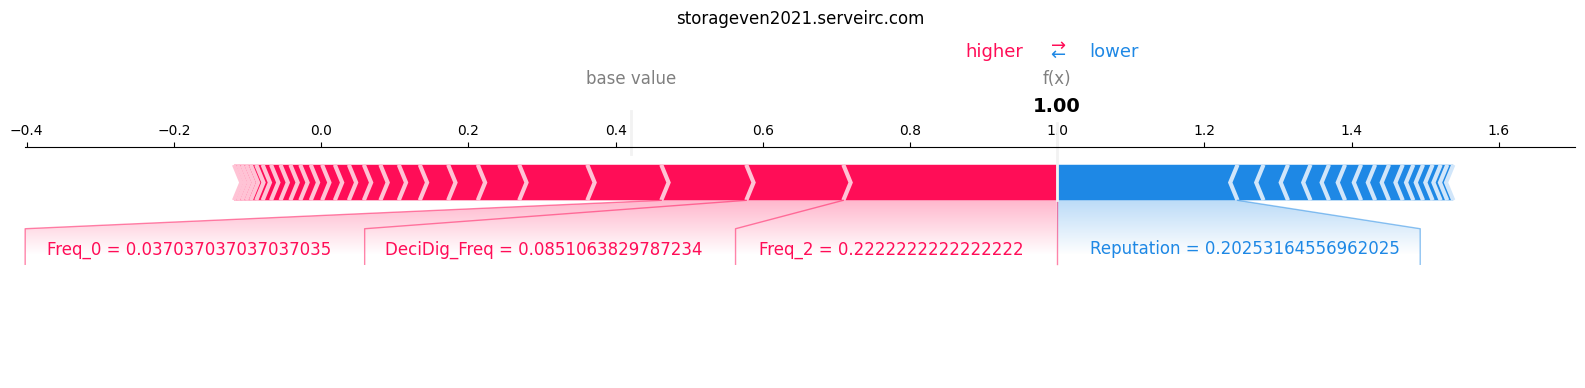 storageven2021.serveirc.com
higher ⇄ lower
base value f(x)
1.00
−0.4 −0.2 0.0 0.2 0.4 0.6 0.8 1.0 1.2 1.4 1.6
Freq_0 = 0.037037037037037035 DeciDig_Freq = 0.0851063829787234 Freq_2 = 0.2222222222222222 Reputation = 0.20253164556962025